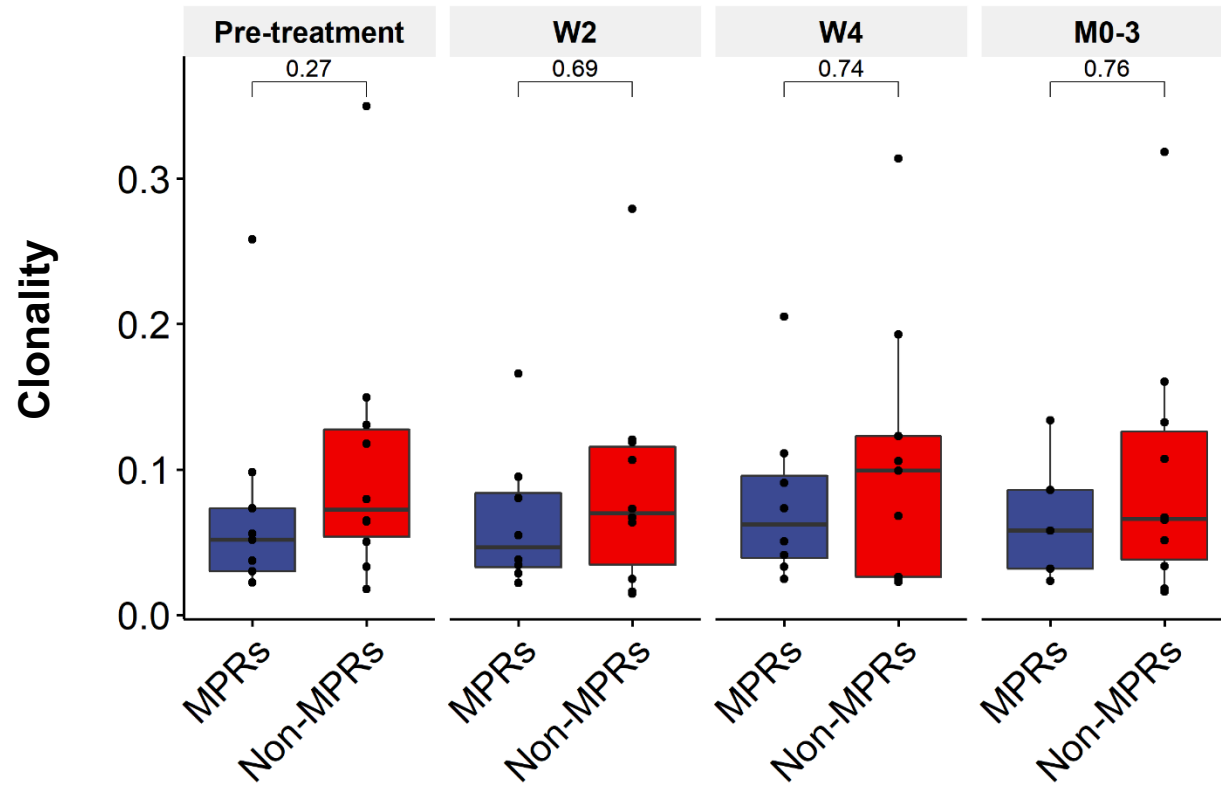 Pre-treatment W2 W4 M0-3
0.27 0.69 0.74 0.76
Clonality
0.3
0.2
0.1
0.0
MPRs Non-MPRs MPRs Non-MPRs MPRs Non-MPRs MPRs Non-MPRs